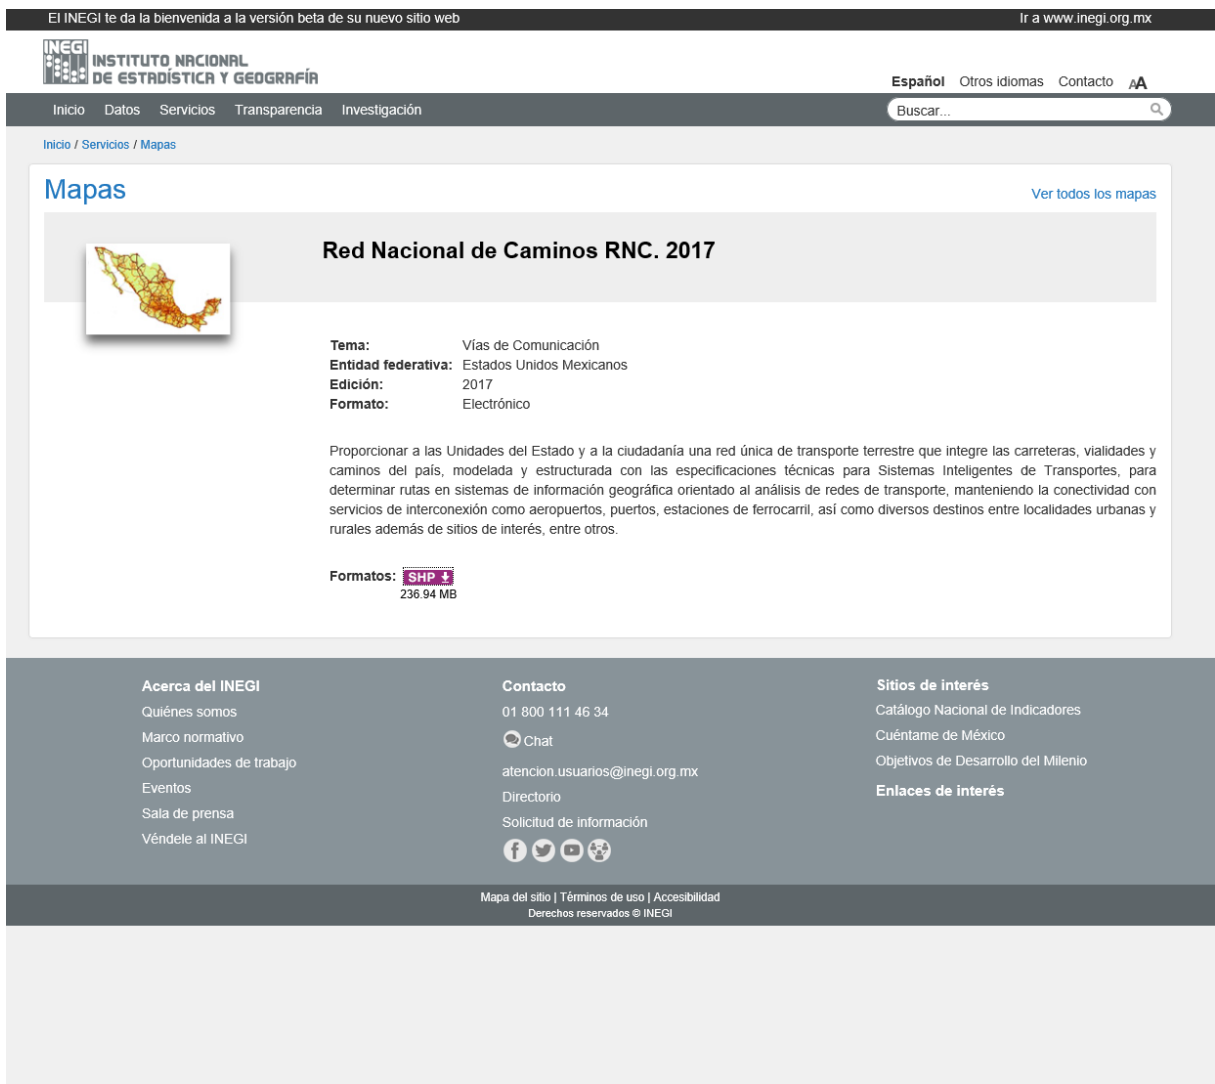 El INEGI te da la bienvenida a la versión beta de su nuevo sitio web
Ir a www.inegi.org.mx
INEGI
INSTITUTO NACIONAL
DE ESTADÍSTICA Y GEOGRAFÍA
Español Otros idiomas Contacto AA
Inicio Datos Servicios Transparencia Investigación
Buscar...
Inicio / Servicios / Mapas
Mapas
Ver todos los mapas
Red Nacional de Caminos RNC. 2017
Tema: Vías de Comunicación
Entidad federativa: Estados Unidos Mexicanos
Edición: 2017
Formato: Electrónico
Proporcionar a las Unidades del Estado y a la ciudadanía una red única de transporte terrestre que integre las carreteras, vialidades y
caminos del país, modelada y estructurada con las especificaciones técnicas para Sistemas Inteligentes de Transportes, para
determinar rutas en sistemas de información geográfica orientado al análisis de redes de transporte, manteniendo la conectividad con
servicios de interconexión como aeropuertos, puertos, estaciones de ferrocarril, así como diversos destinos entre localidades urbanas y
rurales además de sitios de interés, entre otros.
Formatos: SHP
236.94 MB
Acerca del INEGI
Quiénes somos
Marco normativo
Oportunidades de trabajo
Eventos
Sala de prensa
Véndele al INEGI
Contacto
01 800 111 46 34
Chat
atencion.usuarios@inegi.org.mx
Directorio
Solicitud de información
Sitios de interés
Catálogo Nacional de Indicadores
Cuéntame de México
Objetivos de Desarrollo del Milenio
Enlaces de interés
Mapa del sitio | Términos de uso | Accesibilidad
Derechos reservados © INEGI